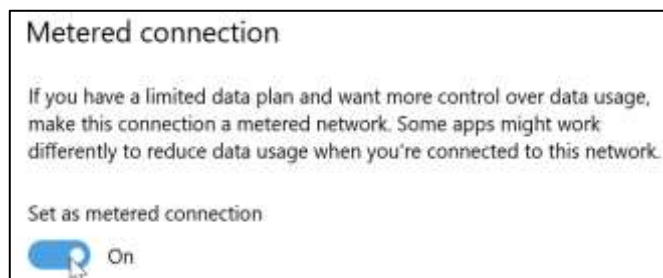 Metered connection
If you have a limited data plan and want more control over data usage,
make this connection a metered network. Some apps might work
differently to reduce data usage when you're connected to this network.
Set as metered connection
On